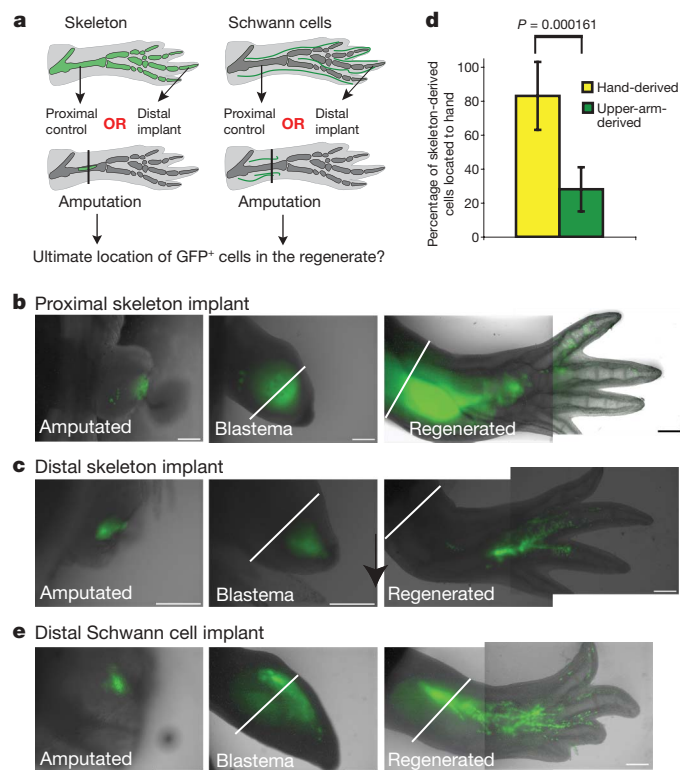 a
Skeleton
Schwann cells
Proximal control
OR
Distal implant
Proximal control
OR
Distal implant
Amputation
Amputation
Ultimate location of GFP⁺ cells in the regenerate?
d
P = 0.000161
Percentage of skeleton-derived
cells located to hand
100
80
60
40
20
0
Hand-derived
Upper-arm-
derived
b Proximal skeleton implant
Amputated
Blastema
Regenerated
c Distal skeleton implant
Amputated
Blastema
Regenerated
e Distal Schwann cell implant
Amputated
Blastema
Regenerated